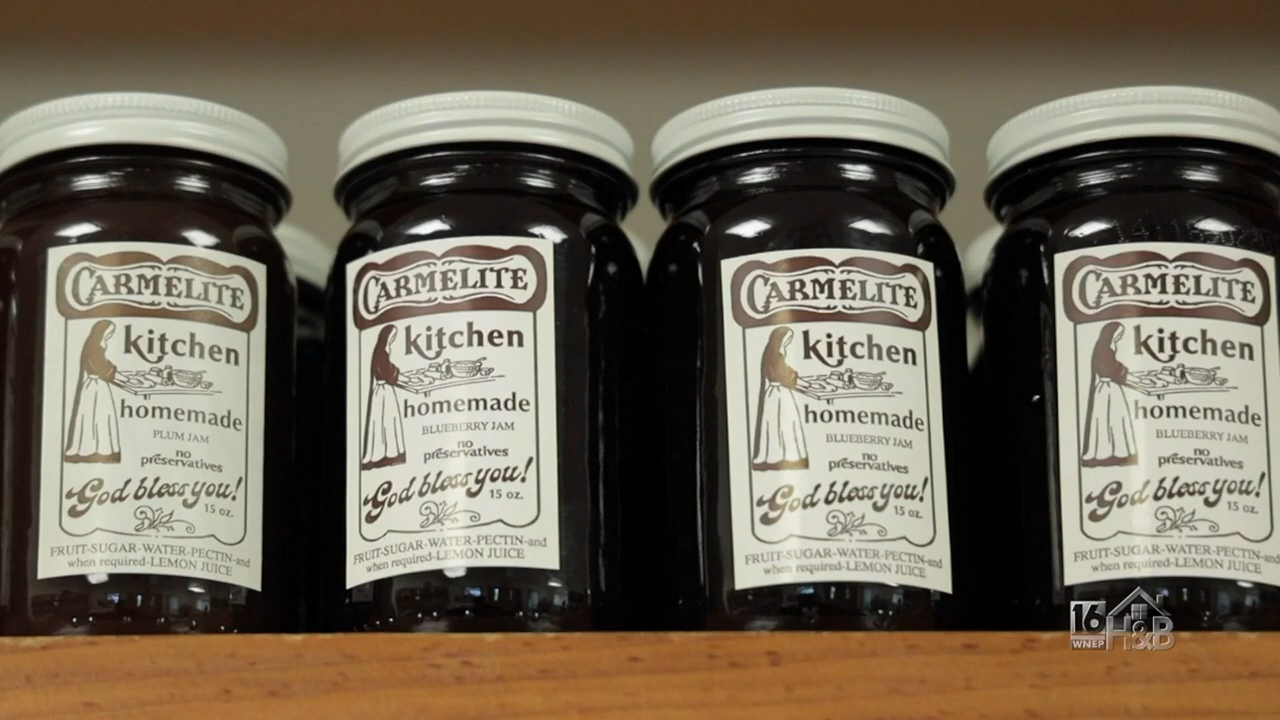 CARMELITE
kitchen
homemade
PLUM JAM
no
preservatives
God bless you!
15 oz.
FRUIT-SUGAR-WATER-PECTIN-and
when required-LEMON JUICE
CARMELITE
kitchen
homemade
BLUEBERRY JAM
no
preservatives
God bless you!
15 oz.
FRUIT-SUGAR-WATER-PECTIN-and
when required-LEMON JUICE
CARMELITE
kitchen
homemade
BLUEBERRY JAM
no
preservatives
God bless you!
15 oz.
FRUIT-SUGAR-WATER-PECTIN-and
when required-LEMON JUICE
CARMELITE
kitchen
homemade
BLUEBERRY JAM
no
preservatives
God bless you!
15 oz.
FRUIT-SUGAR-WATER-PECTIN-and
when required-LEMON JUICE
16
WNEP
H&B